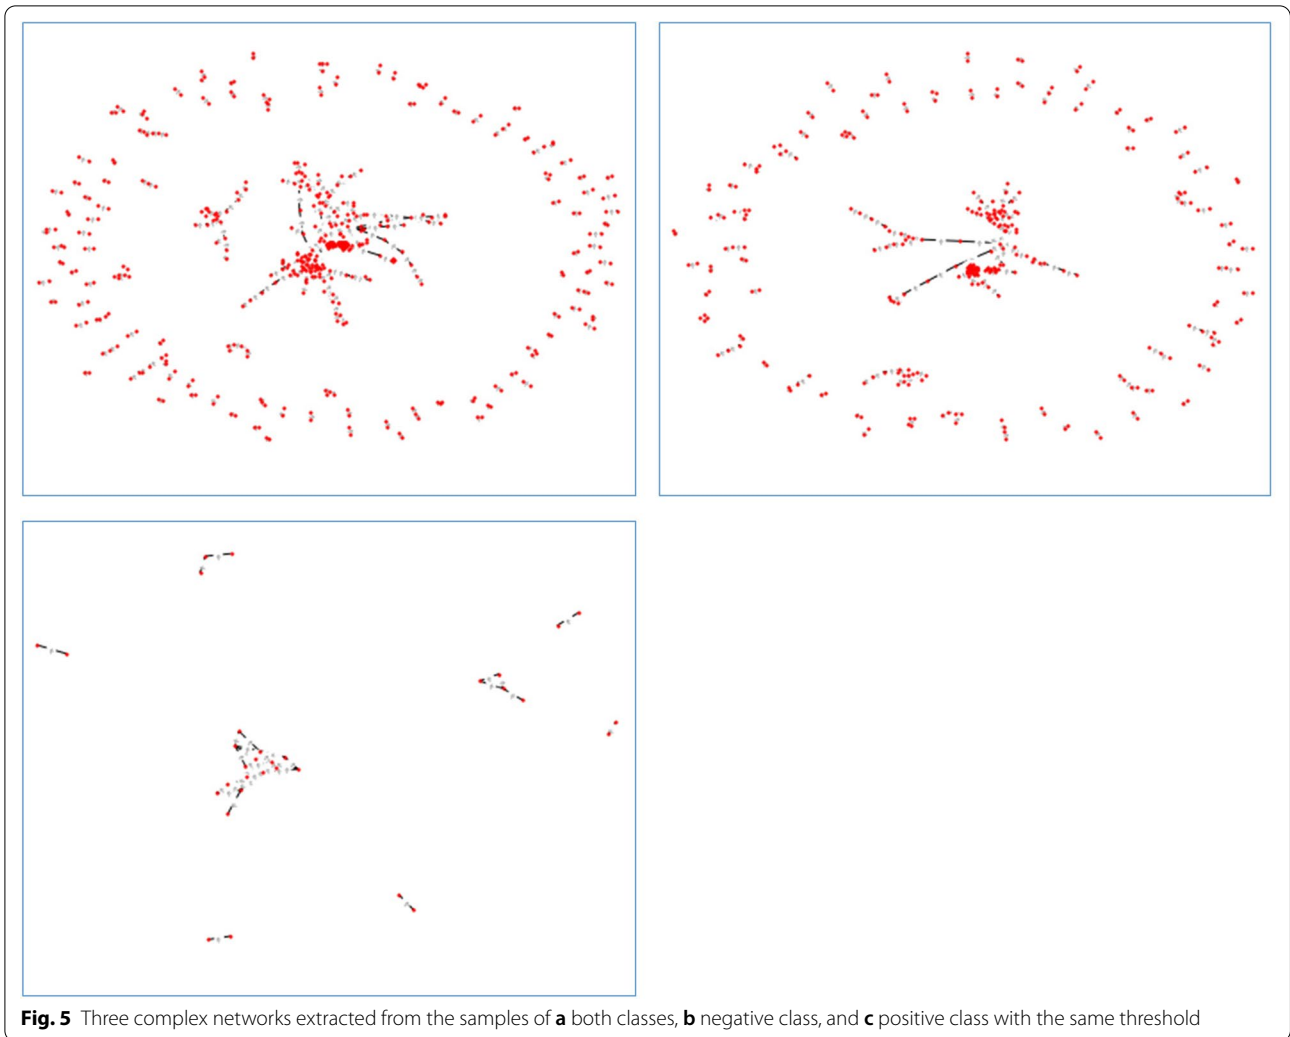 Fig. 5 Three complex networks extracted from the samples of a both classes, b negative class, and c positive class with the same threshold